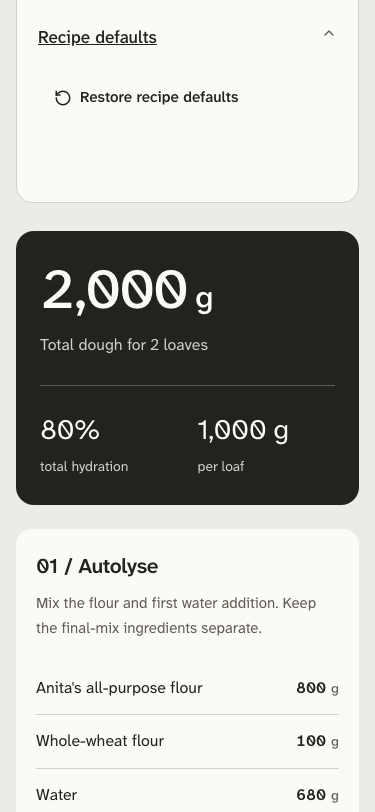 Recipe defaults
Restore recipe defaults
2,000 g
Total dough for 2 loaves
80%
total hydration
1,000 g
per loaf
01 / Autolyse
Mix the flour and first water addition. Keep
the final-mix ingredients separate.
Anita's all-purpose flour 800 g
Whole-wheat flour 100 g
Water 680 g